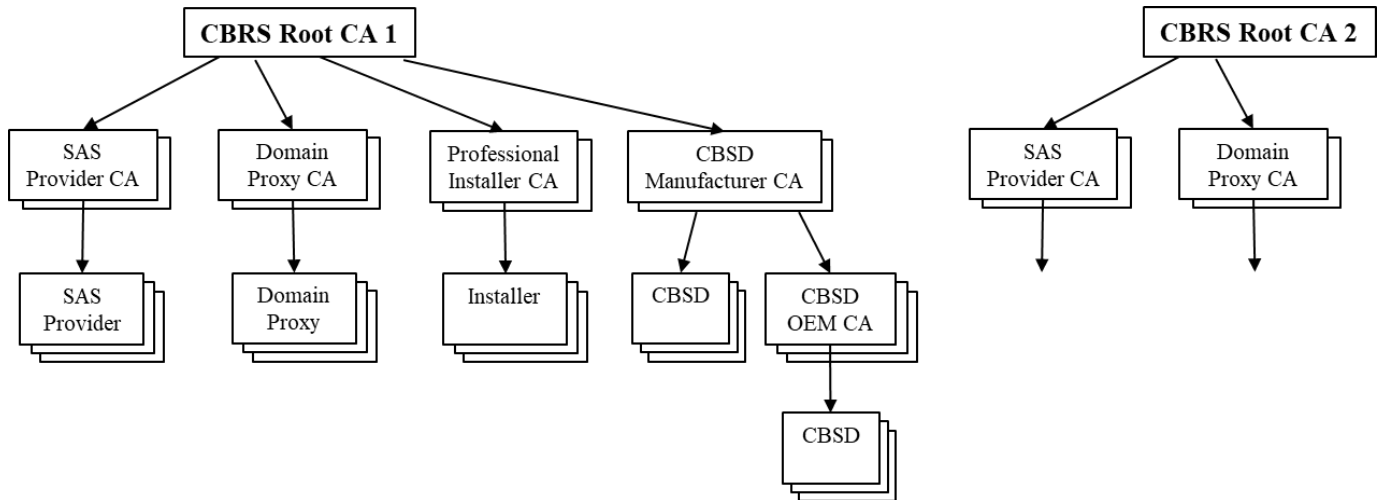 CBRS Root CA 1
CBRS Root CA 2
SAS
Provider CA
Domain
Proxy CA
Professional
Installer CA
CBSD
Manufacturer CA
SAS
Provider CA
Domain
Proxy CA
SAS
Provider
Domain
Proxy
Installer
CBSD
CBSD
OEM CA
CBSD